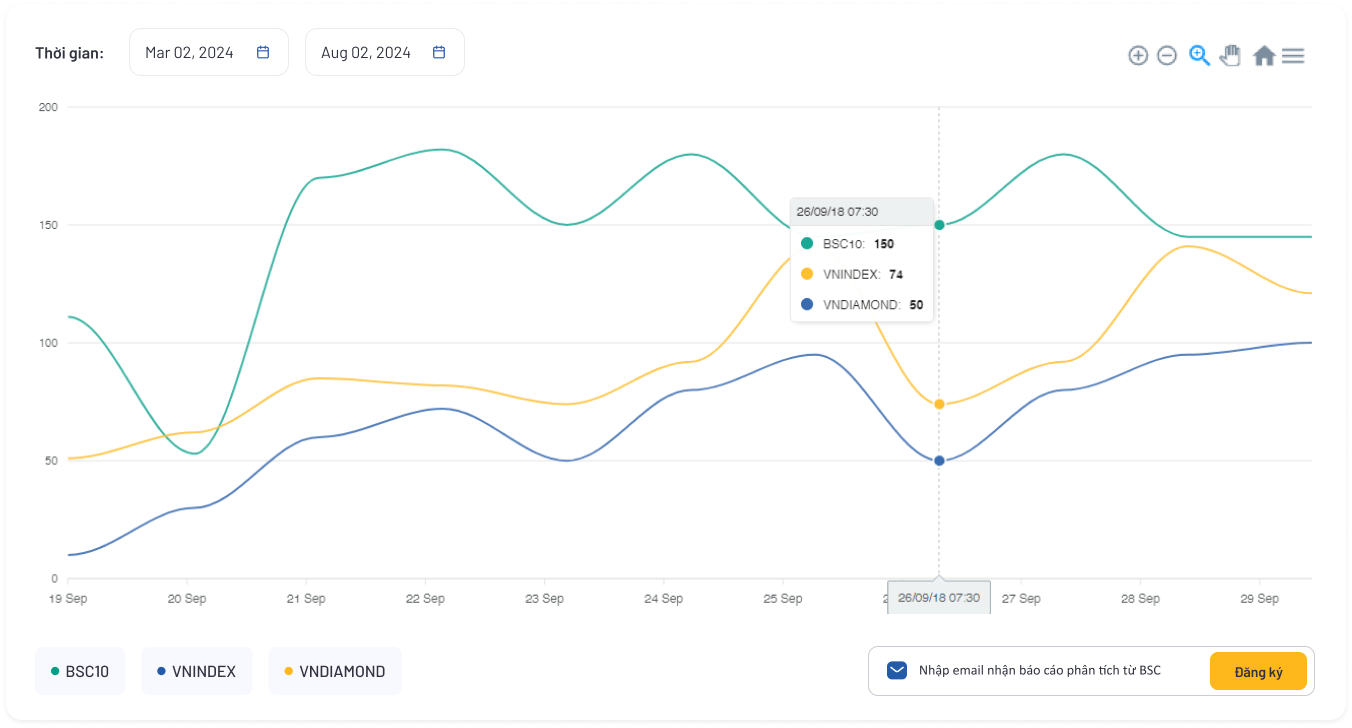 Thời gian:
Mar 02, 2024
Aug 02, 2024
200
150
100
50
0
26/09/18 07:30
BSC10: 150
VNINDEX: 74
VNDIAMOND: 50
19 Sep
20 Sep
21 Sep
22 Sep
23 Sep
24 Sep
25 Sep
26/09/18 07:30
27 Sep
28 Sep
29 Sep
BSC10
VNINDEX
VNDIAMOND
Nhập email nhận báo cáo phân tích từ BSC
Đăng ký